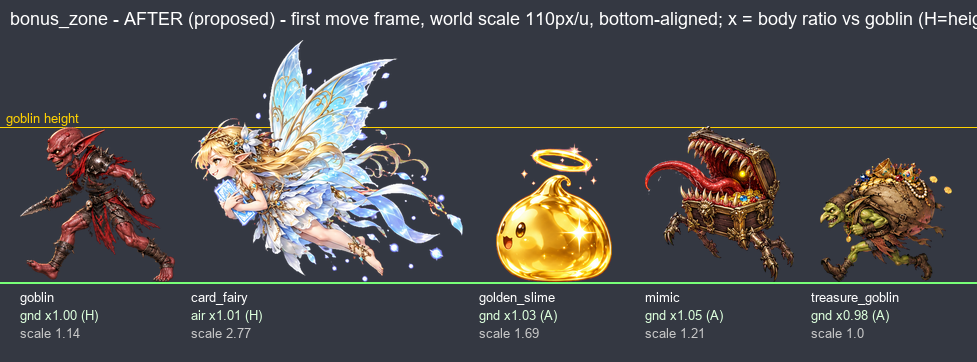 bonus_zone - AFTER (proposed) - first move frame, world scale 110px/u, bottom-aligned; x = body ratio vs goblin (H=heig
goblin height
goblin
gnd x1.00 (H)
scale 1.14
card_fairy
air x1.01 (H)
scale 2.77
golden_slime
gnd x1.03 (A)
scale 1.69
mimic
gnd x1.05 (A)
scale 1.21
treasure_goblin
gnd x0.98 (A)
scale 1.0